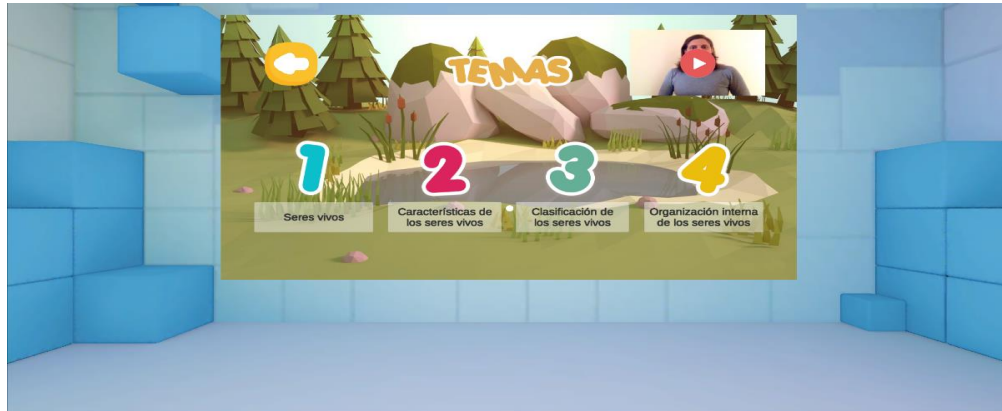 TEMAS
1
2
3
4
Seres vivos
Características de
los seres vivos
Clasificación de
los seres vivos
Organización interna
de los seres vivos